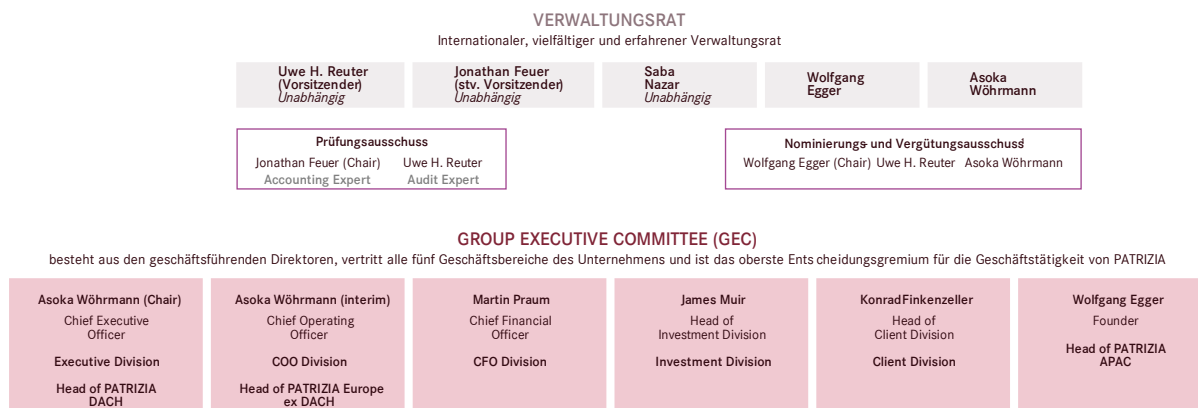 VERWALTUNGSRAT
Internationaler, vielfältiger und erfahrener Verwaltungsrat
Uwe H. Reuter
(Vorsitzender)
Unabhängig
Jonathan Feuer
(stv. Vorsitzender)
Unabhängig
Saba
Nazar
Unabhängig
Wolfgang
Egger
Asoka
Wöhrmann
Prüfungsausschuss
Jonathan Feuer (Chair) Uwe H. Reuter
Accounting Expert Audit Expert
Nominierungs- und Vergütungsausschuss
Wolfgang Egger (Chair) Uwe H. Reuter Asoka Wöhrmann
GROUP EXECUTIVE COMMITTEE (GEC)
besteht aus den geschäftsführenden Direktoren, vertritt alle fünf Geschäftsbereiche des Unternehmens und ist das oberste Entscheidungsgremium für die Geschäftstätigkeit von PATRIZIA
Asoka Wöhrmann (Chair)
Chief Executive
Officer
Executive Division
Head of PATRIZIA
DACH
Asoka Wöhrmann (interim)
Chief Operating
Officer
COO Division
Head of PATRIZIA Europe
ex DACH
Martin Praum
Chief Financial
Officer
CFO Division
James Muir
Head of
Investment Division
Investment Division
Konrad Finkenzeller
Head of
Client Division
Client Division
Wolfgang Egger
Founder
Head of PATRIZIA
APAC